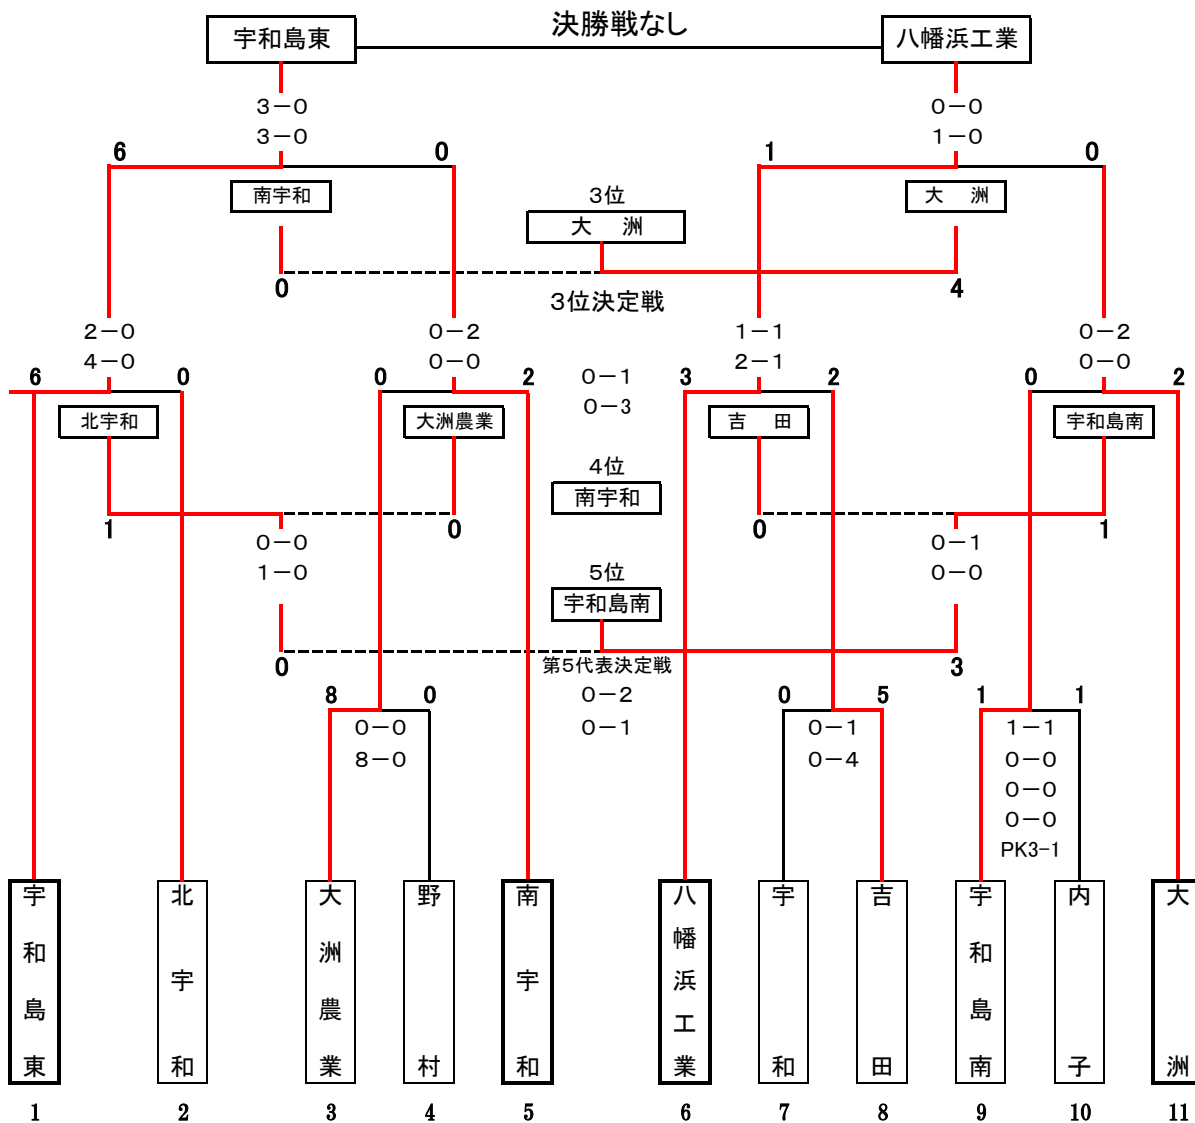 決勝戦なし
宇和島東
八幡浜工業
3－0
0－0
3－0
1－0
6
0
1
0
南宇和
3位
大　洲
大　洲
0
4
3位決定戦
2－0
0－2
1－1
0－2
4－0
0－0
2－1
0－0
6
0
0
2
0－1
3
2
0
2
0－3
北宇和
大洲農業
吉　田
宇和島南
4位
南宇和
1
0
0
1
0－0
0－1
1－0
0－0
5位
宇和島南
0
第5代表決定戦
3
8
0
0－2
0
5
1
1
0－0
0－1
0－1
1－1
8－0
0－4
0－0
0－0
0－0
PK3-1
宇和島東
北宇和
大洲農業
野村
南宇和
八幡浜工業
宇和
吉田
宇和島南
内子
大洲
1
2
3
4
5
6
7
8
9
10
11